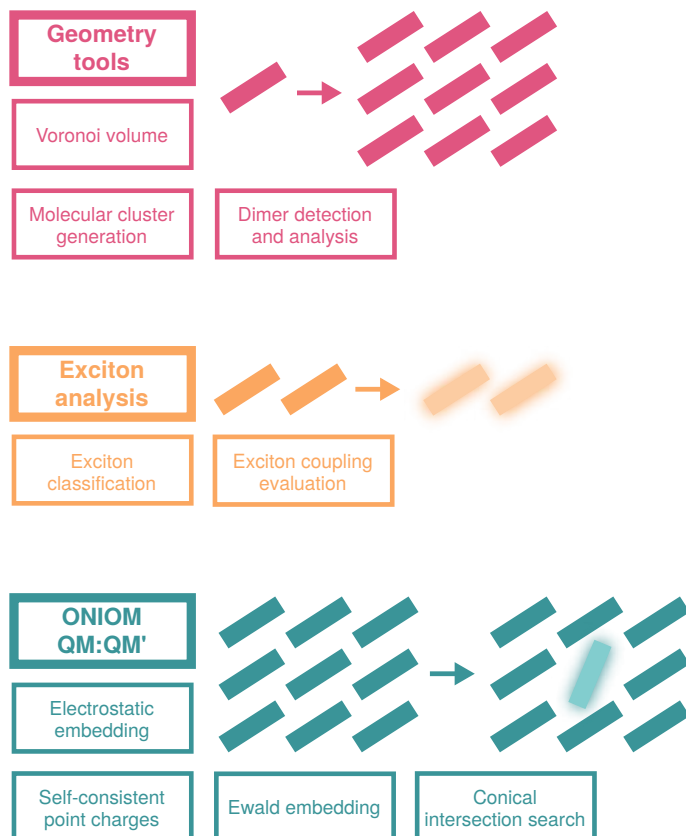 Geometry
tools
Voronoi volume
Molecular cluster
generation
Dimer detection
and analysis
Exciton
analysis
Exciton
classification
Exciton coupling
evaluation
ONIOM
QM:QM'
Electrostatic
embedding
Self-consistent
point charges
Ewald embedding
Conical
intersection search